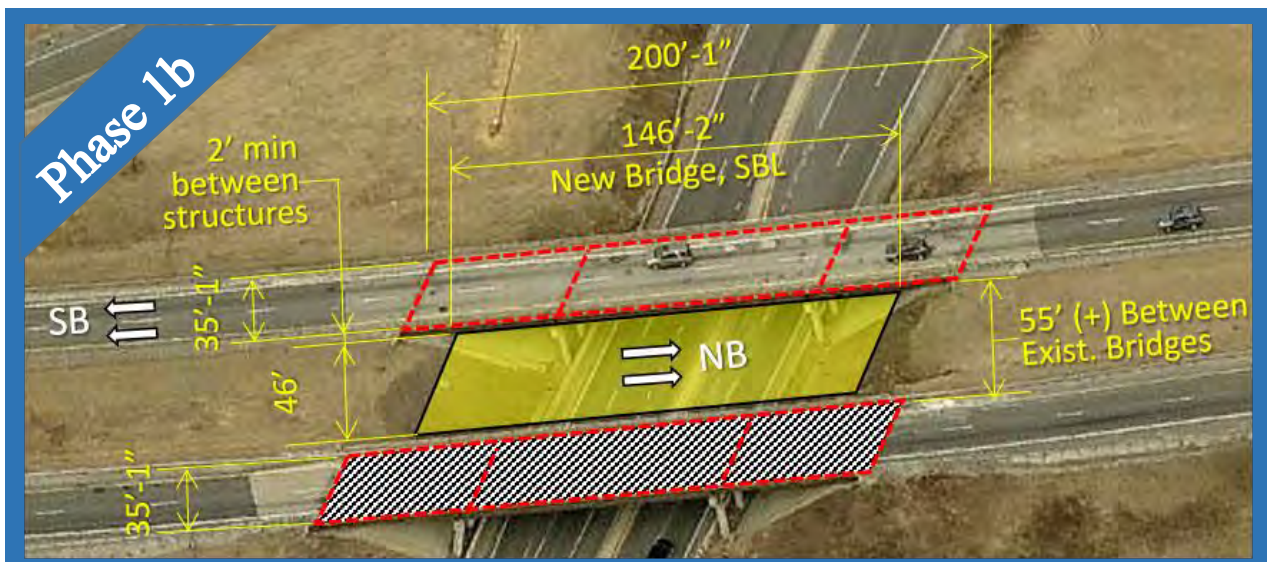 Phase 1b
200’-1”
146’-2”
New Bridge, SBL
2’ min
between
structures
SB
35’-1”
NB
55’ (+) Between
Exist. Bridges
46’
35’-1”